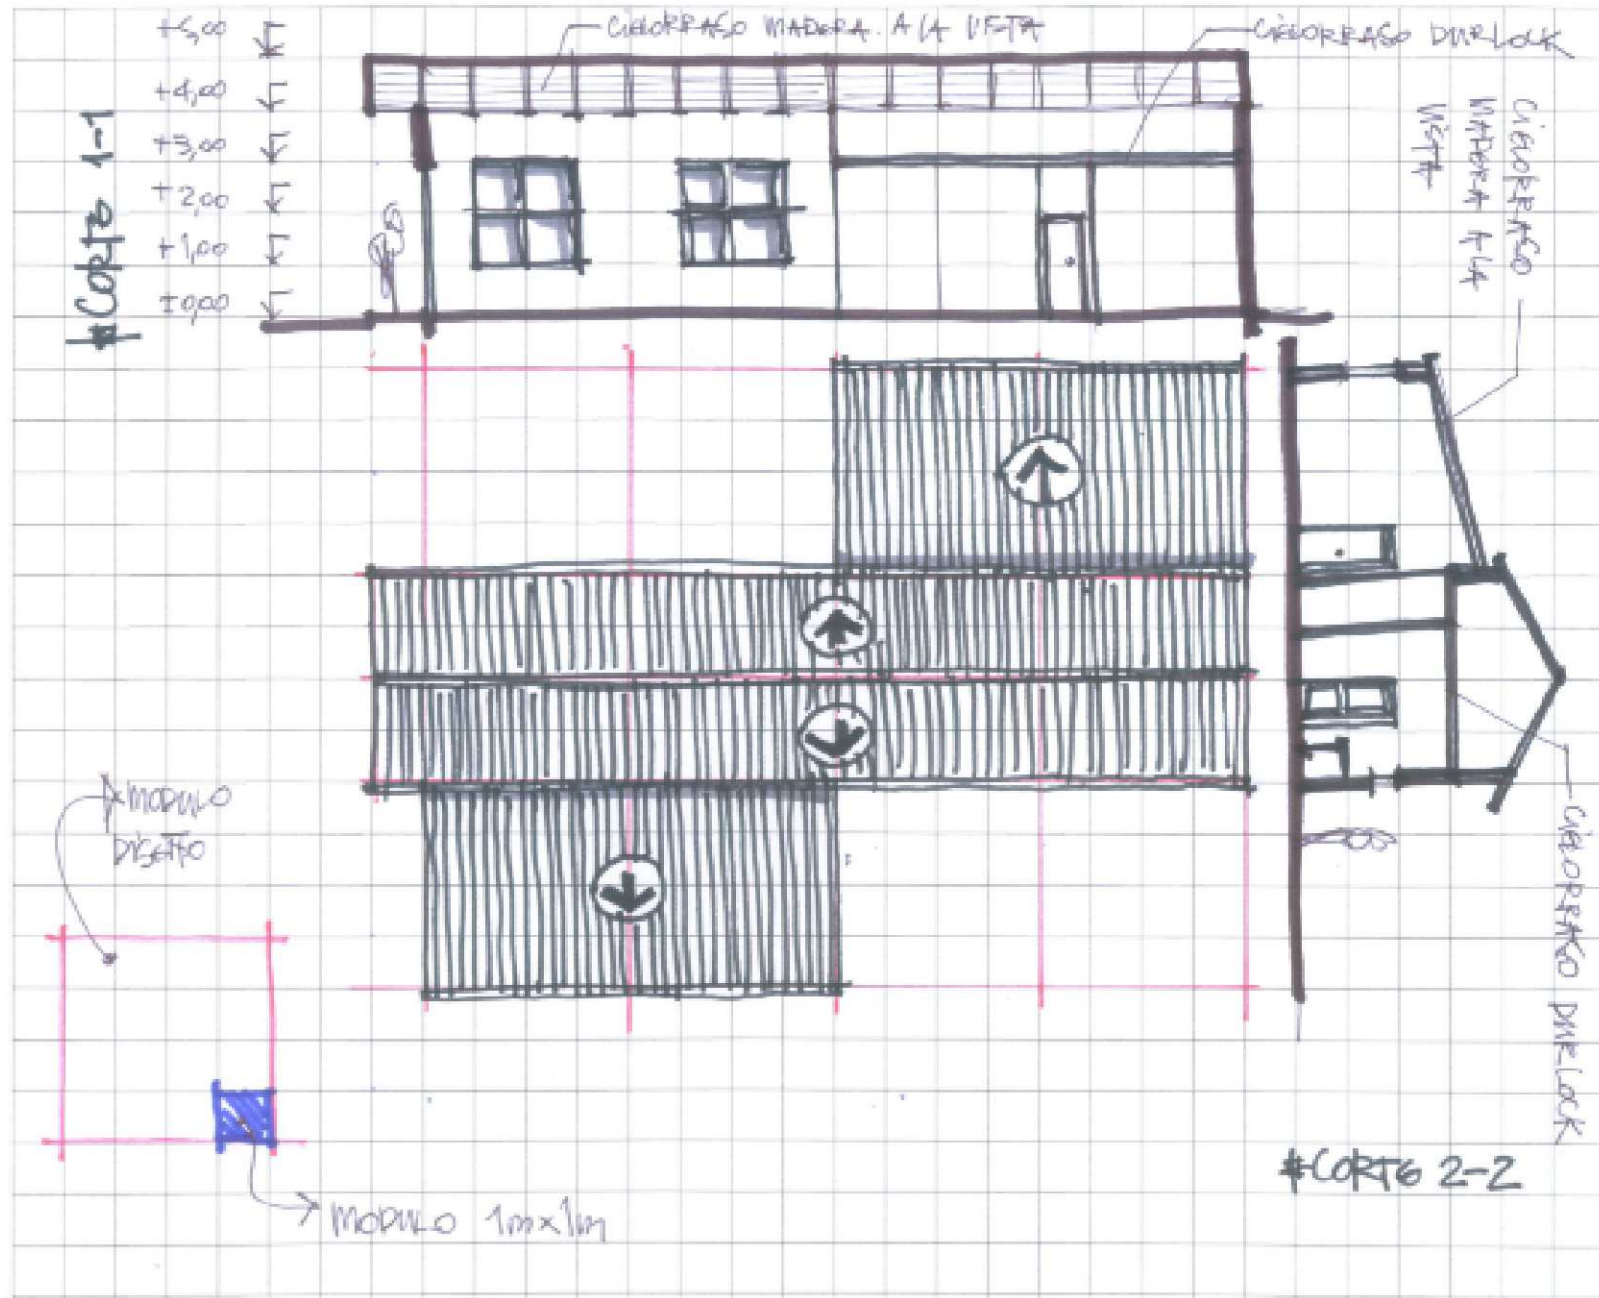 +5,00
+4,00
+3,00
+2,00
+1,00
±0,00
#CORTE 1-1
CIELORRASO MADERA A LA VISTA
CIELORRASO DURLOCK
CIELORRASO
MADERA A LA
VISTA
MODULO
DISEÑO
MODULO 1m x 1m
CIELORRASO DURLOCK
#CORTE 2-2